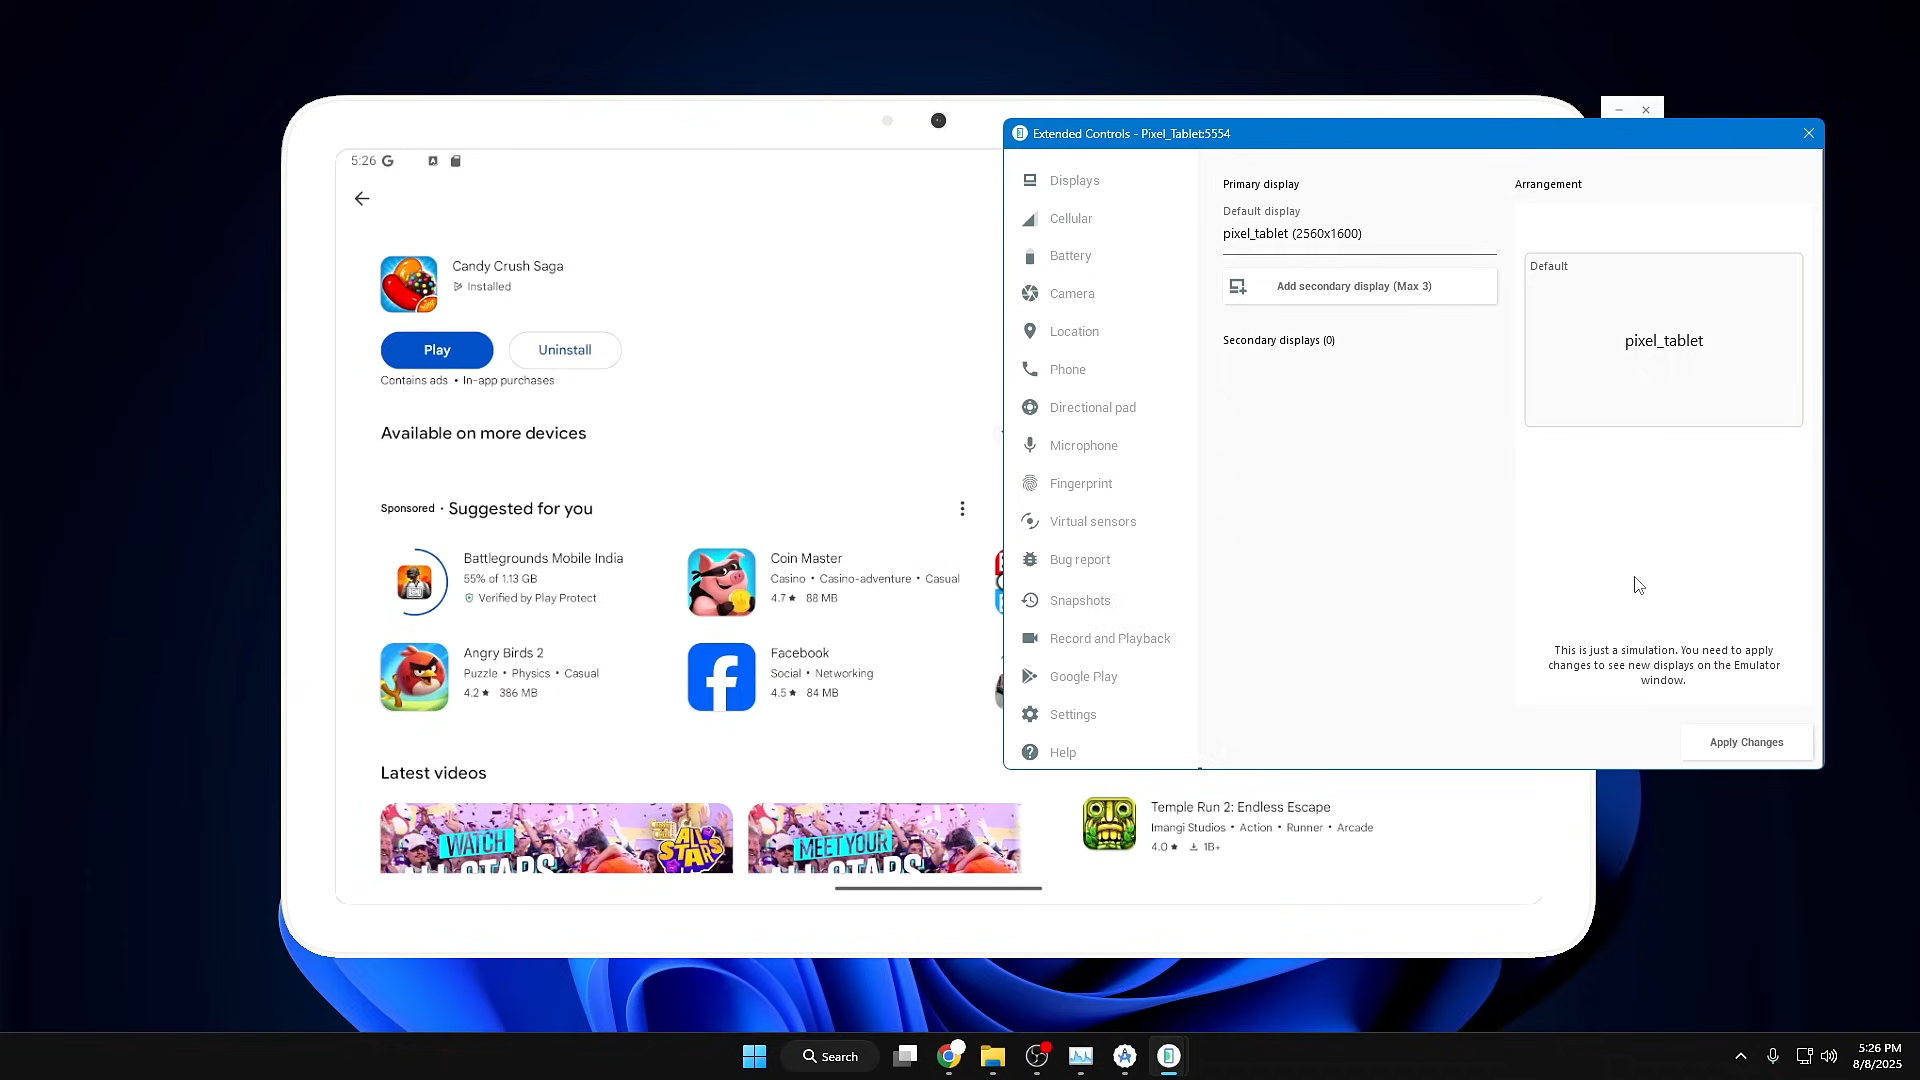 5:26
Candy Crush Saga
Installed
Play
Uninstall
Contains ads • In-app purchases
Available on more devices
Sponsored · Suggested for you
Battlegrounds Mobile India
55% of 1.13 GB
Verified by Play Protect
Coin Master
Casino • Casino-adventure • Casual
4.7★ 88 MB
Angry Birds 2
Puzzle • Physics • Casual
4.2★ 386 MB
Facebook
Social • Networking
4.5★ 84 MB
Latest videos
WATCH
ALL STARS
MEET YOUR
Temple Run 2: Endless Escape
Imangi Studios • Action • Runner • Arcade
4.0★ 1B+
Extended Controls - Pixel_Tablet:5554
Displays
Cellular
Battery
Camera
Location
Phone
Directional pad
Microphone
Fingerprint
Virtual sensors
Bug report
Snapshots
Record and Playback
Google Play
Settings
Help
Primary display
Default display
pixel_tablet (2560x1600)
Add secondary display (Max 3)
Secondary displays (0)
Arrangement
Default
pixel_tablet
This is just a simulation. You need to apply
changes to see new displays on the Emulator
window.
Apply Changes
Search
5:26 PM
8/8/2025